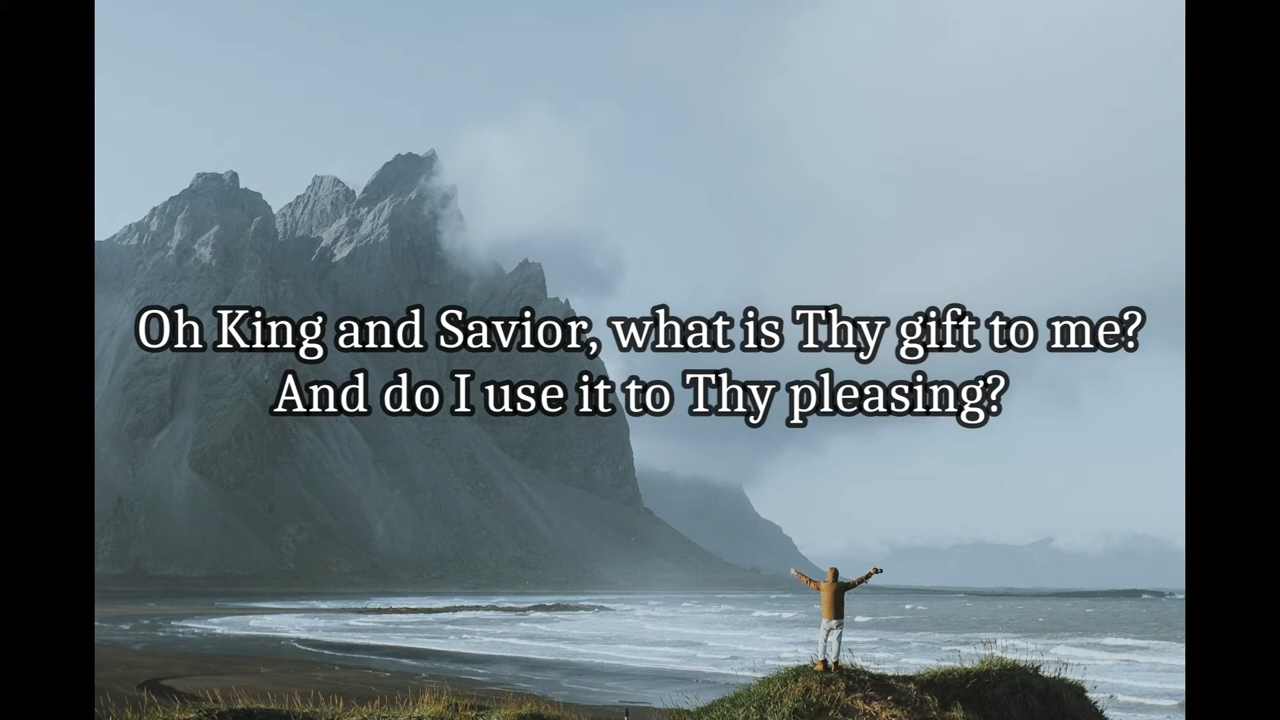 Oh King and Savior, what is Thy gift to me?
And do I use it to Thy pleasing?